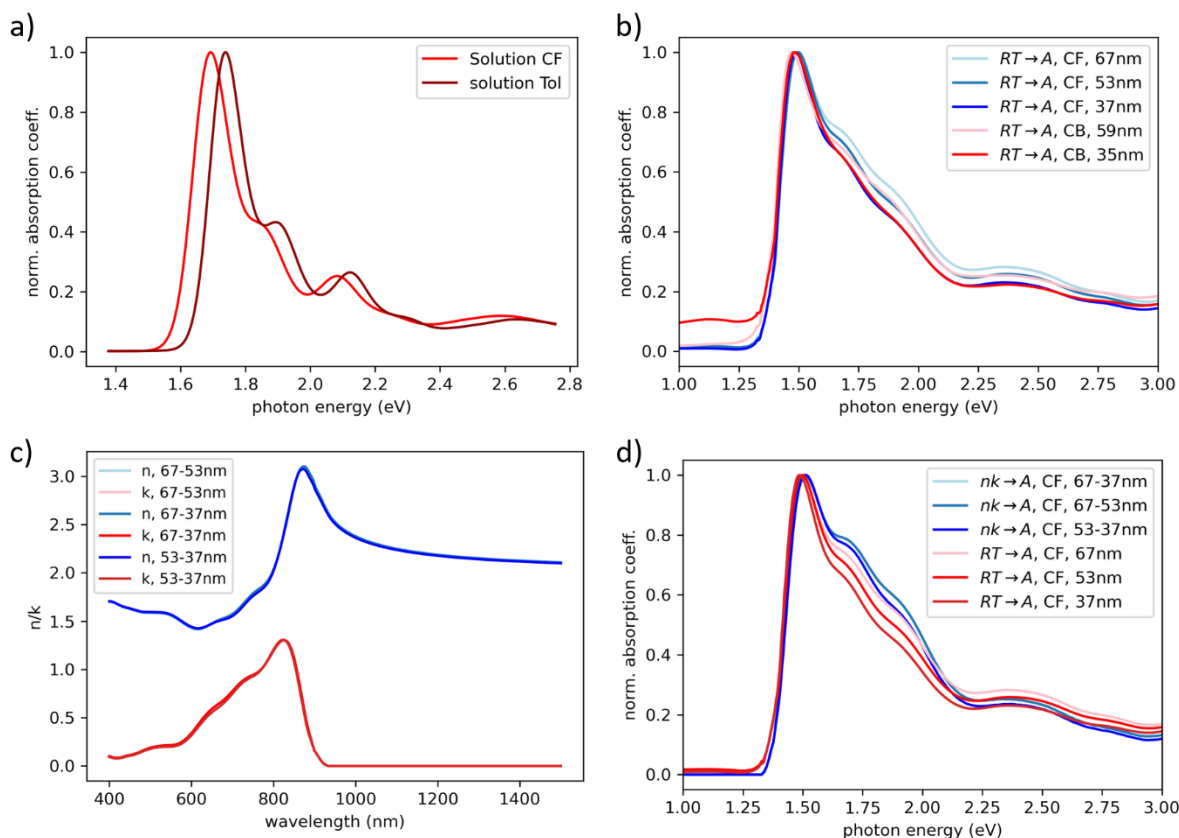 a)
1.0
0.8
0.6
0.4
0.2
0.0
norm. absorption coeff.
Solution CF
solution Tol
1.4 1.6 1.8 2.0 2.2 2.4 2.6 2.8
photon energy (eV)
b)
1.0
0.8
0.6
0.4
0.2
0.0
norm. absorption coeff.
RT→A, CF, 67nm
RT→A, CF, 53nm
RT→A, CF, 37nm
RT→A, CB, 59nm
RT→A, CB, 35nm
1.00 1.25 1.50 1.75 2.00 2.25 2.50 2.75 3.00
photon energy (eV)
c)
3.0
2.5
2.0
1.5
1.0
0.5
0.0
n/k
n, 67-53nm
k, 67-53nm
n, 67-37nm
k, 67-37nm
n, 53-37nm
k, 53-37nm
400 600 800 1000 1200 1400
wavelength (nm)
d)
1.0
0.8
0.6
0.4
0.2
0.0
norm. absorption coeff.
nk→A, CF, 67-37nm
nk→A, CF, 67-53nm
nk→A, CF, 53-37nm
RT→A, CF, 67nm
RT→A, CF, 53nm
RT→A, CF, 37nm
1.00 1.25 1.50 1.75 2.00 2.25 2.50 2.75 3.00
photon energy (eV)